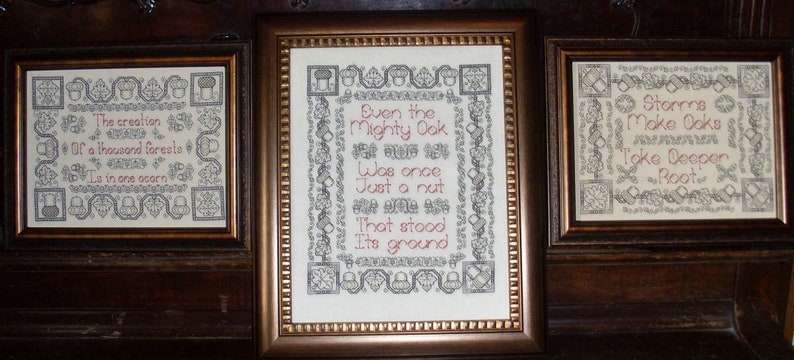 The creation
Of a thousand forests
Is in one acorn
Even the
Mighty Oak
Was once
Just a nut
That stood
Its ground
Storms
Make Oaks
Take Deeper
Root